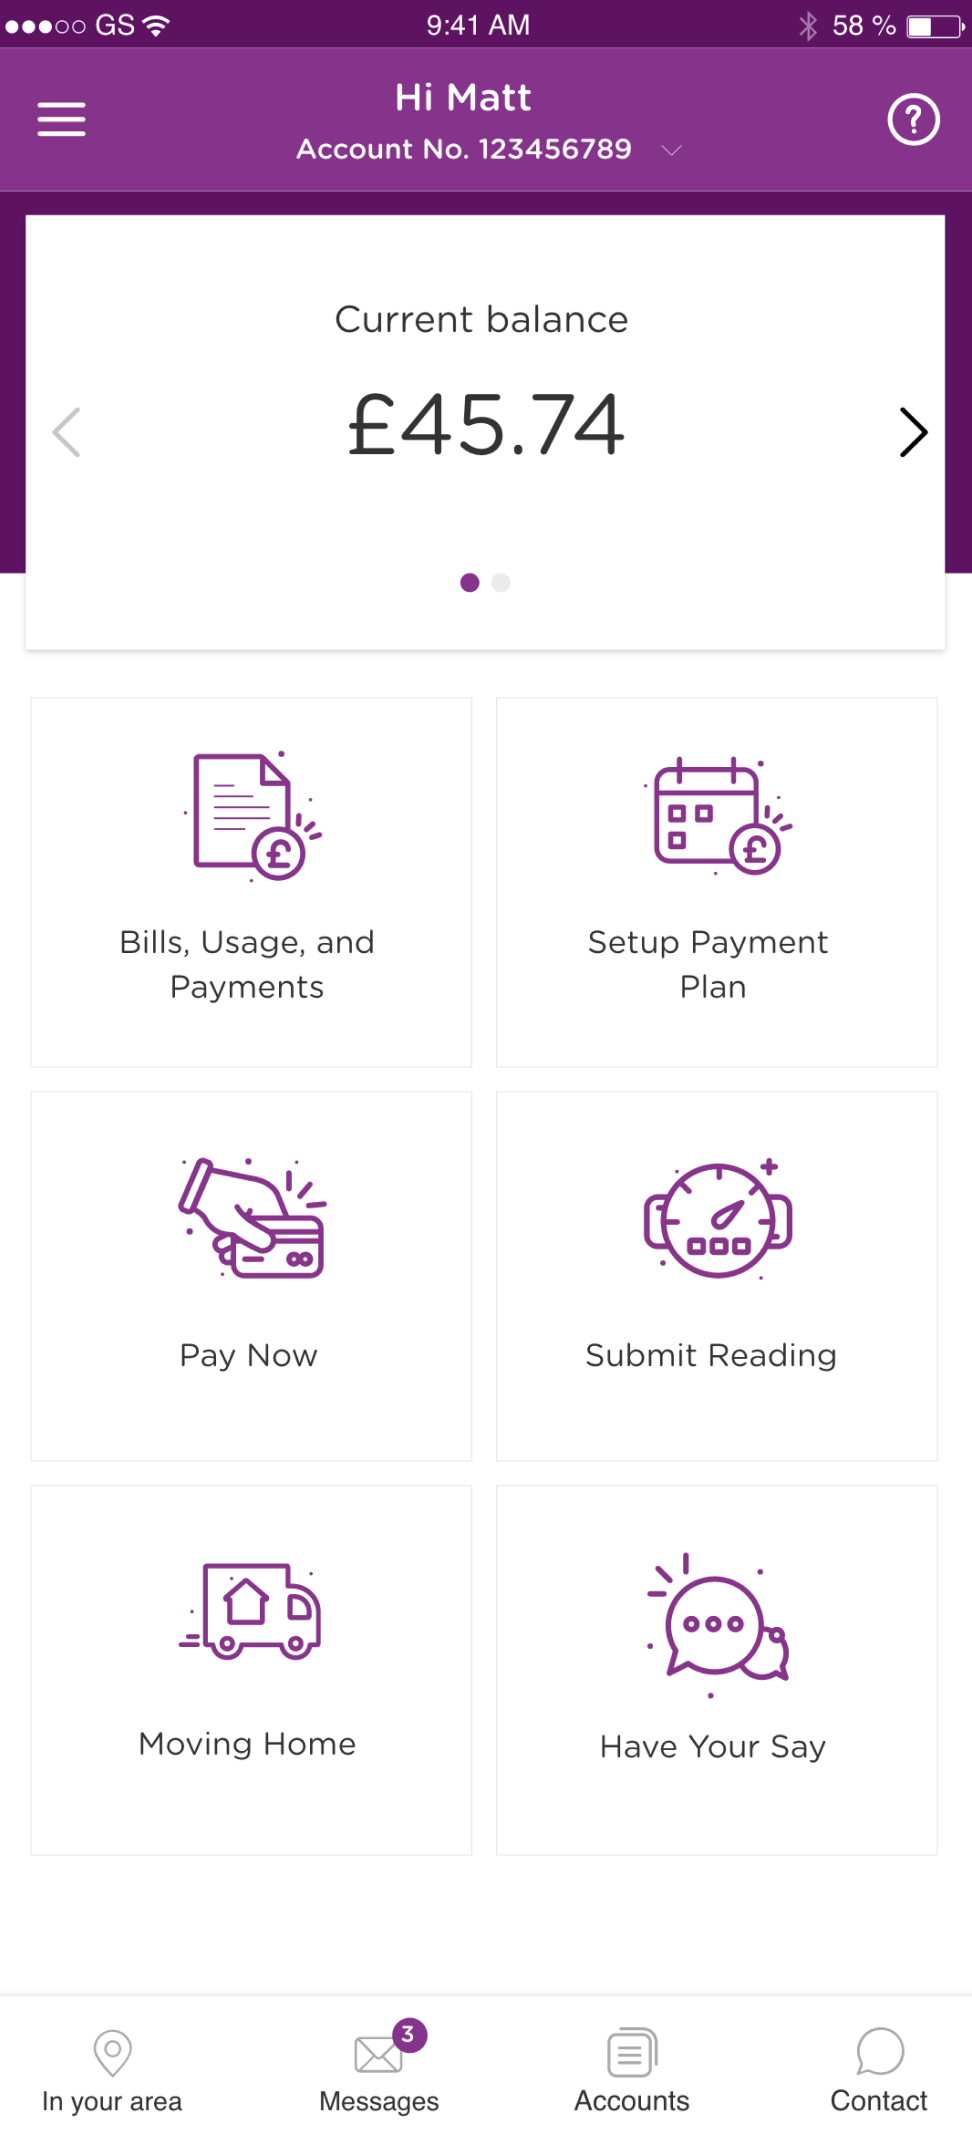 GS 9:41 AM 58 %
Hi Matt
Account No. 123456789
?
Current balance
£45.74
£ £
Bills, Usage, and
Payments
Setup Payment
Plan
Pay Now
Submit Reading
Moving Home
Have Your Say
3
In your area
Messages
Accounts
Contact